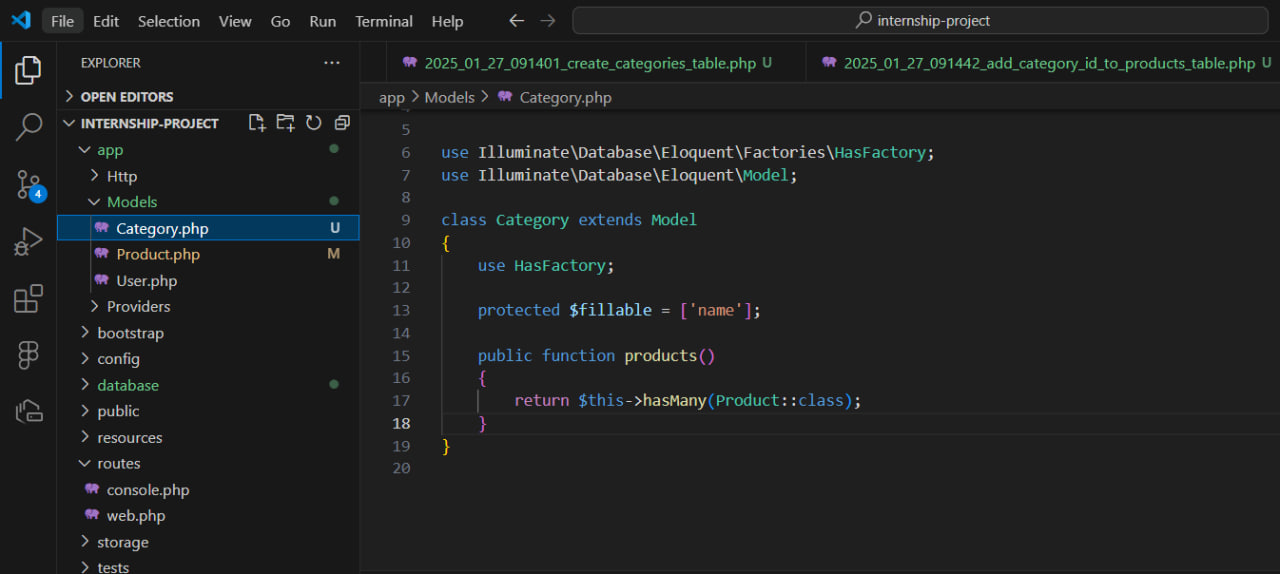 File Edit Selection View Go Run Terminal Help internship-project
EXPLORER
OPEN EDITORS
INTERNSHIP-PROJECT
app
Http
Models
Category.php U
Product.php M
User.php
Providers
bootstrap
config
database
public
resources
routes
console.php
web.php
storage
tests
4
2025_01_27_091401_create_categories_table.php U 2025_01_27_091442_add_category_id_to_products_table.php U
app > Models > Category.php
5
6 use Illuminate\Database\Eloquent\Factories\HasFactory;
7 use Illuminate\Database\Eloquent\Model;
8
9 class Category extends Model
10 {
11 use HasFactory;
12
13 protected $fillable = ['name'];
14
15 public function products()
16 {
17 return $this->hasMany(Product::class);
18 }
19 }
20